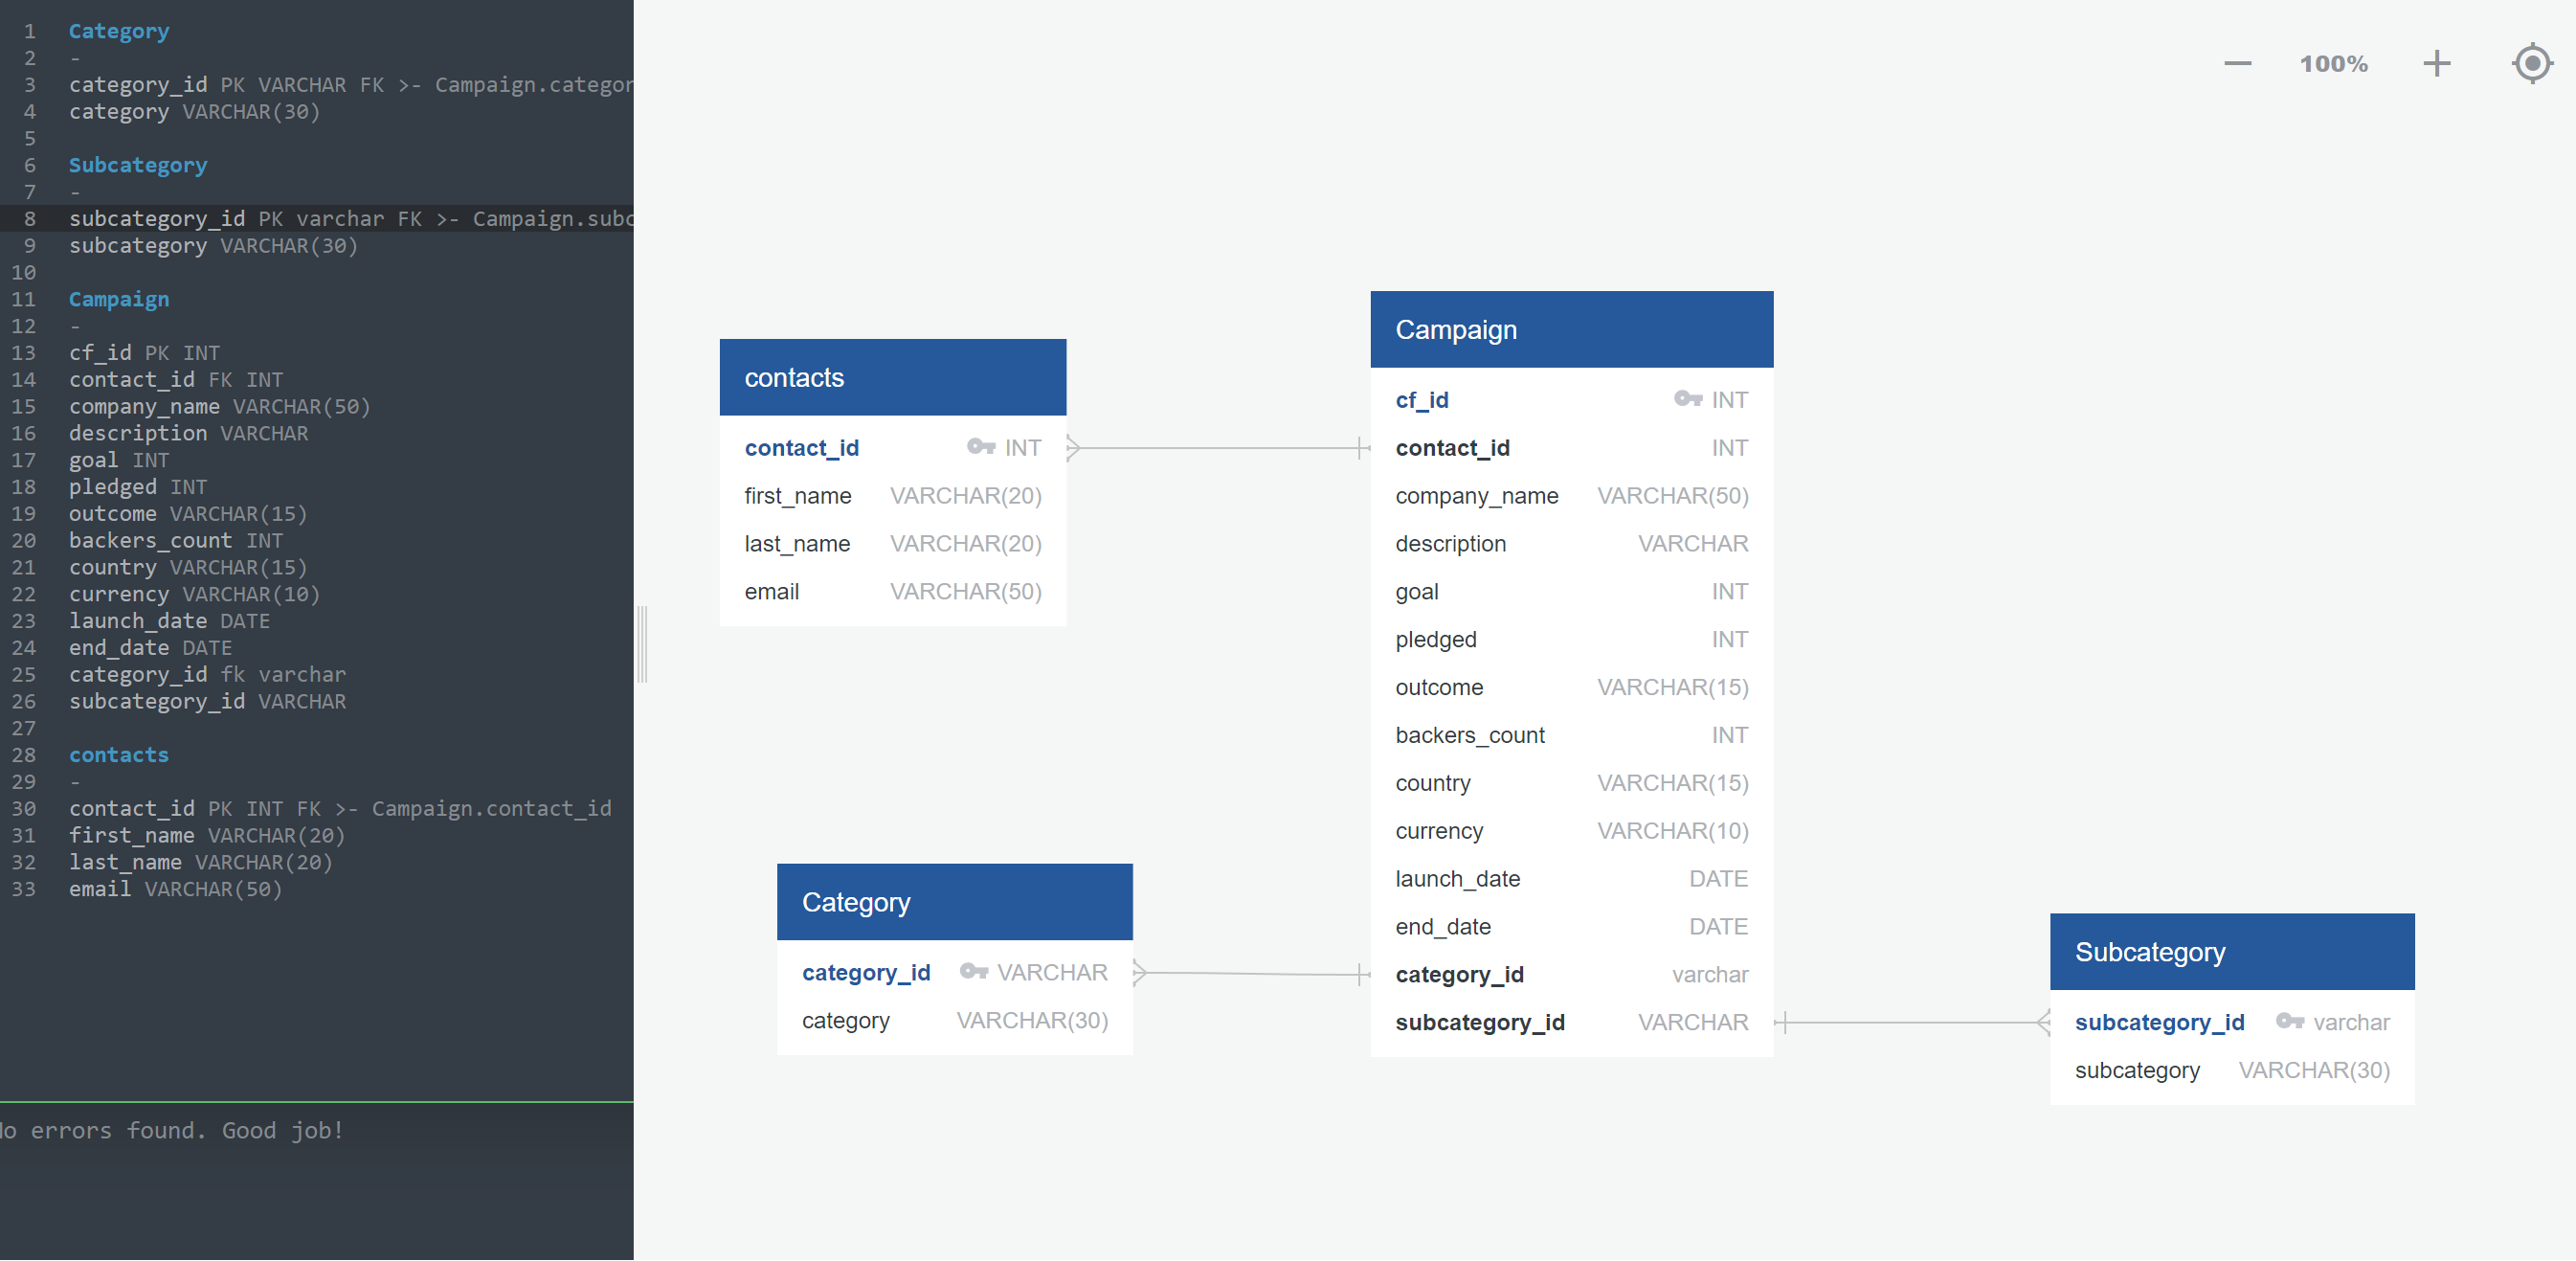 1 Category
2 -
3 category_id PK VARCHAR FK >- Campaign.categor
4 category VARCHAR(30)
5
6 Subcategory
7 -
8 subcategory_id PK varchar FK >- Campaign.subc
9 subcategory VARCHAR(30)
10
11 Campaign
12 -
13 cf_id PK INT
14 contact_id FK INT
15 company_name VARCHAR(50)
16 description VARCHAR
17 goal INT
18 pledged INT
19 outcome VARCHAR(15)
20 backers_count INT
21 country VARCHAR(15)
22 currency VARCHAR(10)
23 launch_date DATE
24 end_date DATE
25 category_id fk varchar
26 subcategory_id VARCHAR
27
28 contacts
29 -
30 contact_id PK INT FK >- Campaign.contact_id
31 first_name VARCHAR(20)
32 last_name VARCHAR(20)
33 email VARCHAR(50)
No errors found. Good job!
100%
contacts
contact_id INT
first_name VARCHAR(20)
last_name VARCHAR(20)
email VARCHAR(50)
Campaign
cf_id INT
contact_id INT
company_name VARCHAR(50)
description VARCHAR
goal INT
pledged INT
outcome VARCHAR(15)
backers_count INT
country VARCHAR(15)
currency VARCHAR(10)
launch_date DATE
end_date DATE
category_id varchar
subcategory_id VARCHAR
Category
category_id VARCHAR
category VARCHAR(30)
Subcategory
subcategory_id varchar
subcategory VARCHAR(30)